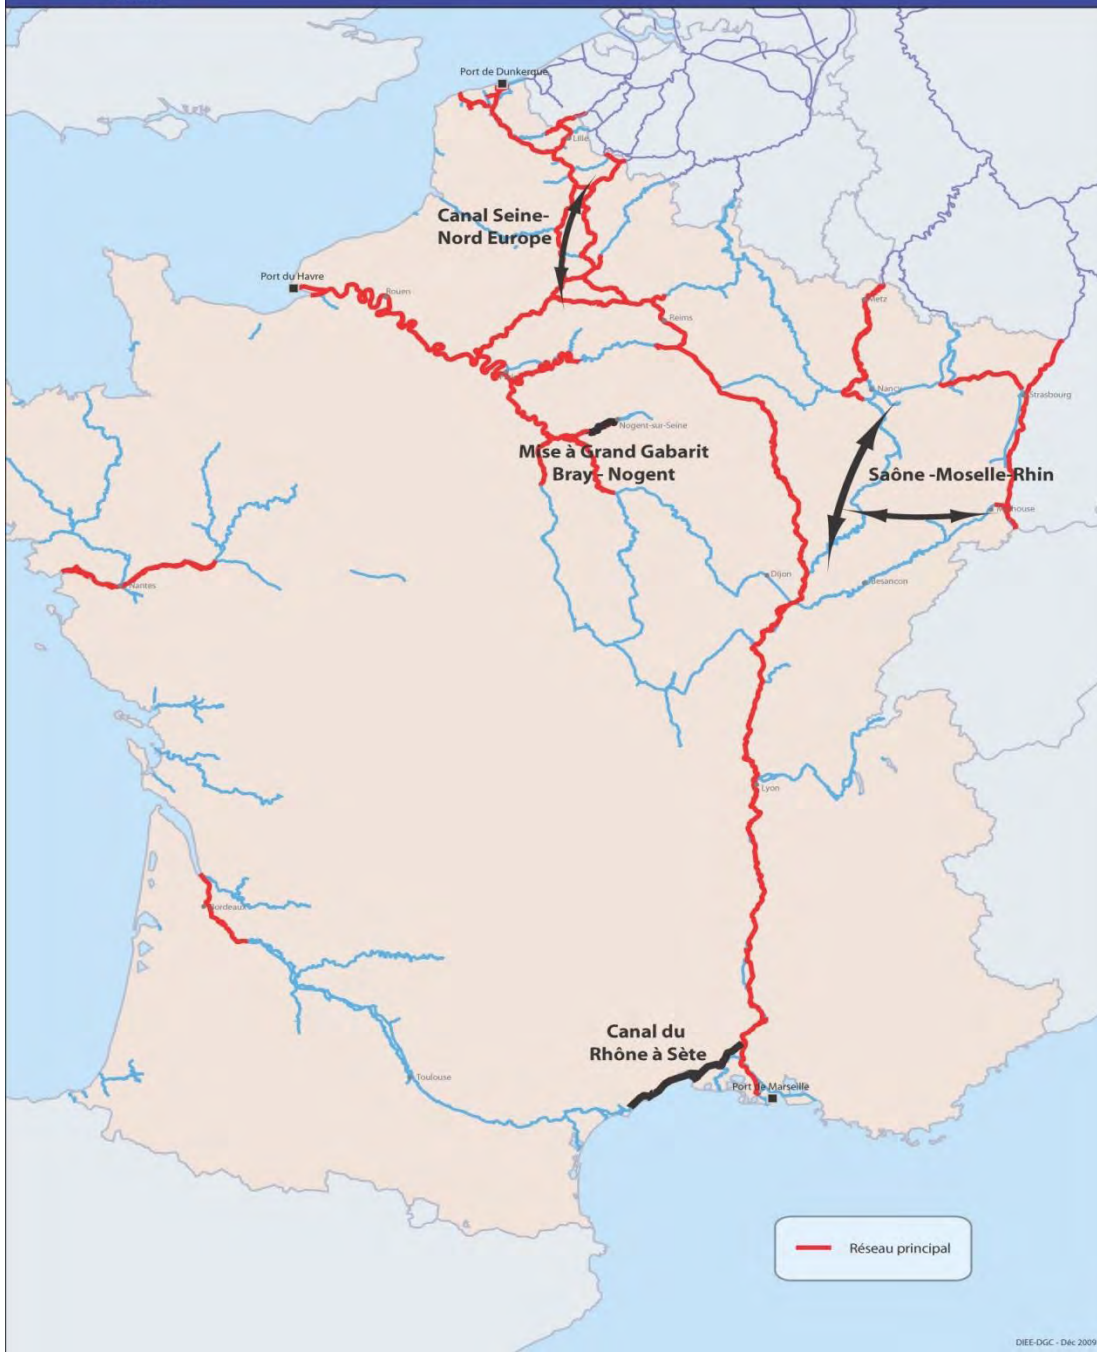 Port de Dunkerque
Lille
Canal Seine-
Nord Europe
Port du Havre
Rouen
Metz
Reims
Nancy
Strasbourg
Nogent-sur-Seine
Mise à Grand Gabarit
Bray - Nogent
Saône -Moselle-Rhin
Nantes
Dijon
Besançon
Lyon
Bordeaux
Canal du
Rhône à Sète
Toulouse
Port de Marseille
Réseau principal
DIEE-DGC - Déc 2009